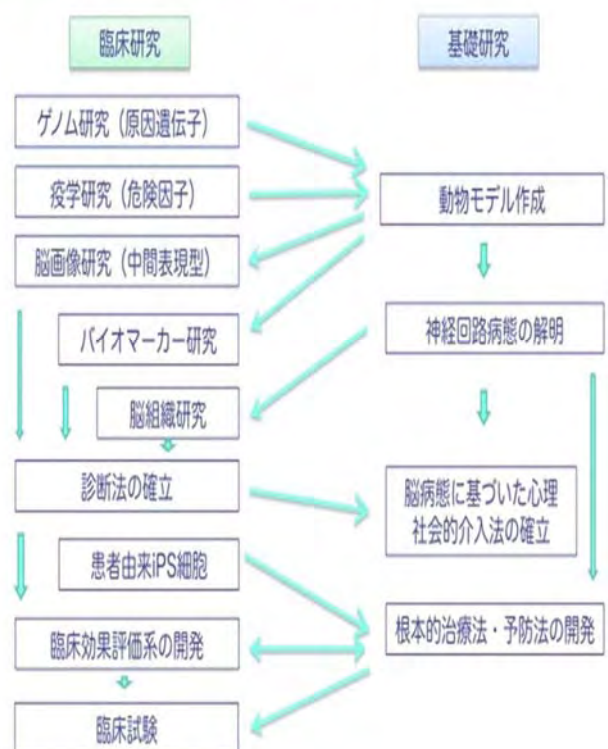 臨床研究
基礎研究
ゲノム研究（原因遺伝子）
疫学研究（危険因子）
動物モデル作成
脳画像研究（中間表現型）
バイオマーカー研究
神経回路病態の解明
脳組織研究
診断法の確立
脳病態に基づいた心理
社会的介入法の確立
患者由来iPS細胞
臨床効果評価系の開発
根本的治療法・予防法の開発
臨床試験